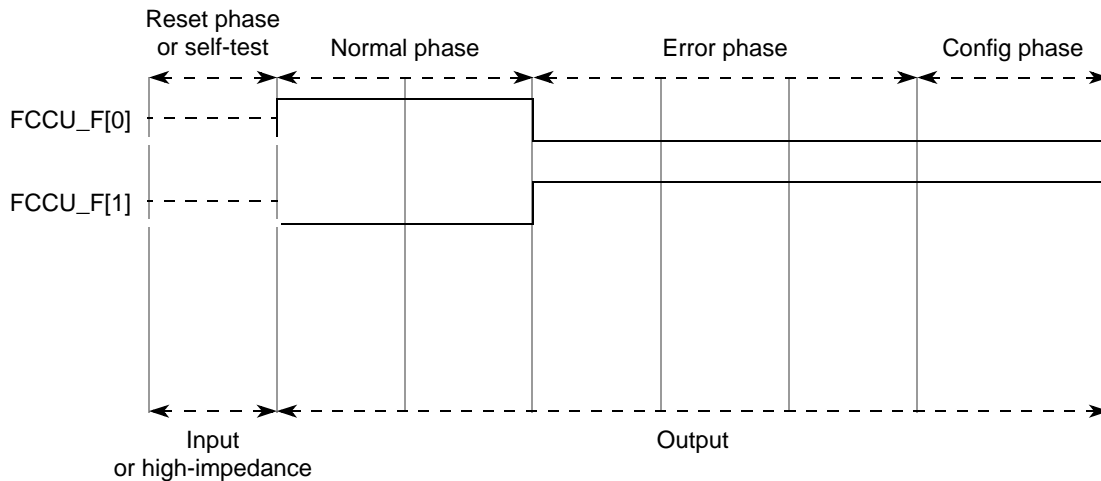 Reset phase
or self-test
Normal phase
Error phase
Config phase
FCCU_F[0]
FCCU_F[1]
Input
or high-impedance
Output